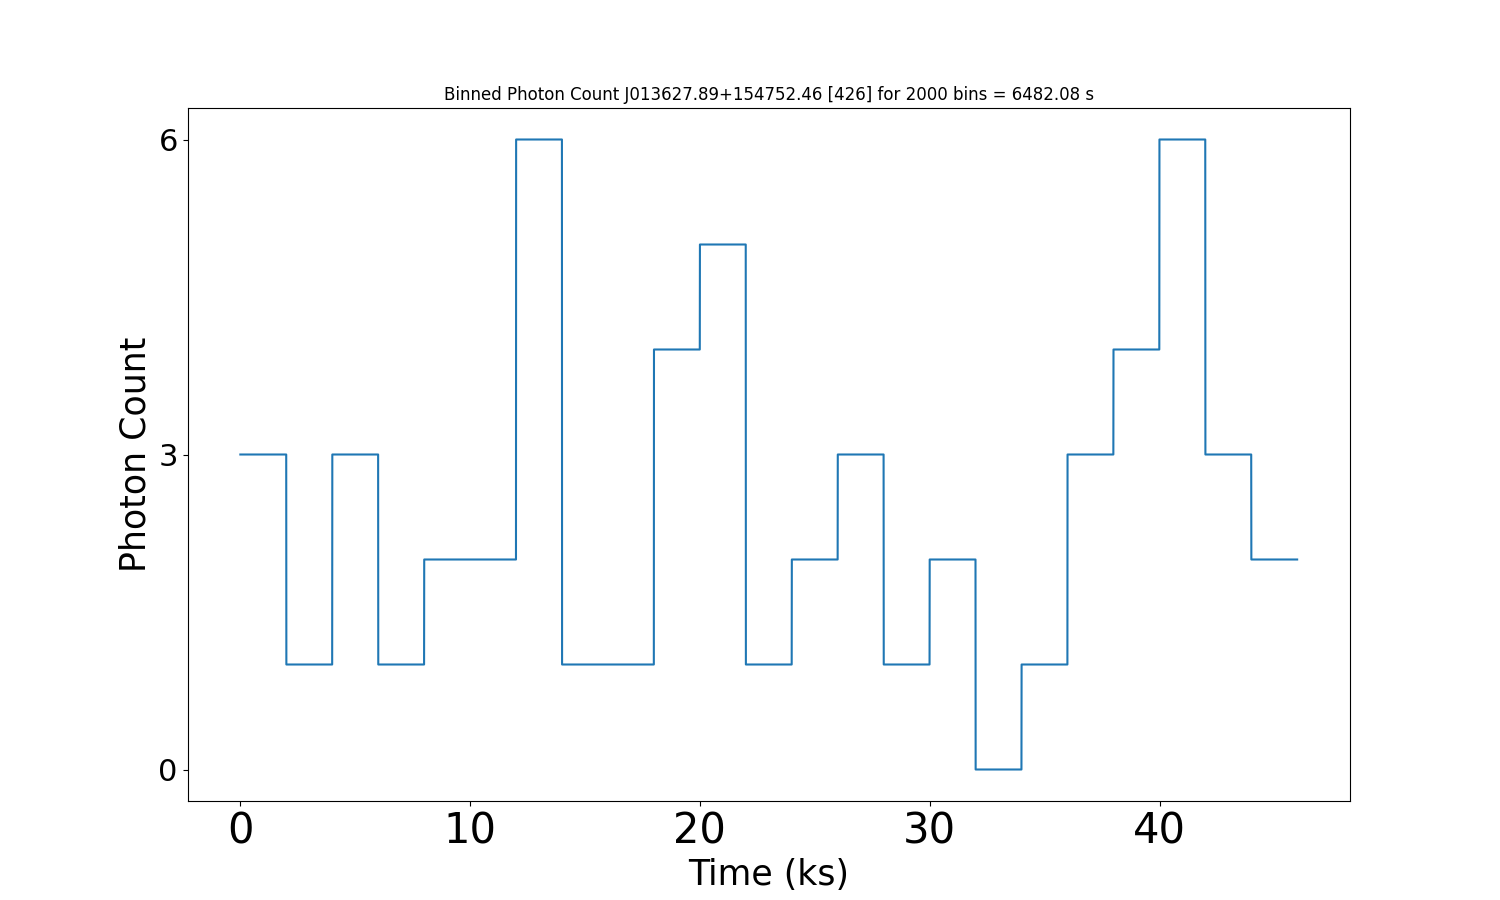 Binned Photon Count J013627.89+154752.46 [426] for 2000 bins = 6482.08 s
6
3
0
Photon Count
0 10 20 30 40
Time (ks)